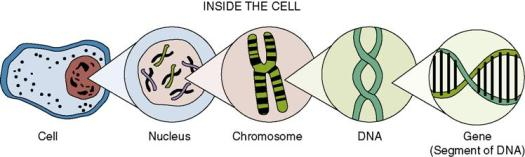 INSIDE THE CELL
Cell
Nucleus
Chromosome
DNA
Gene
(Segment of DNA)